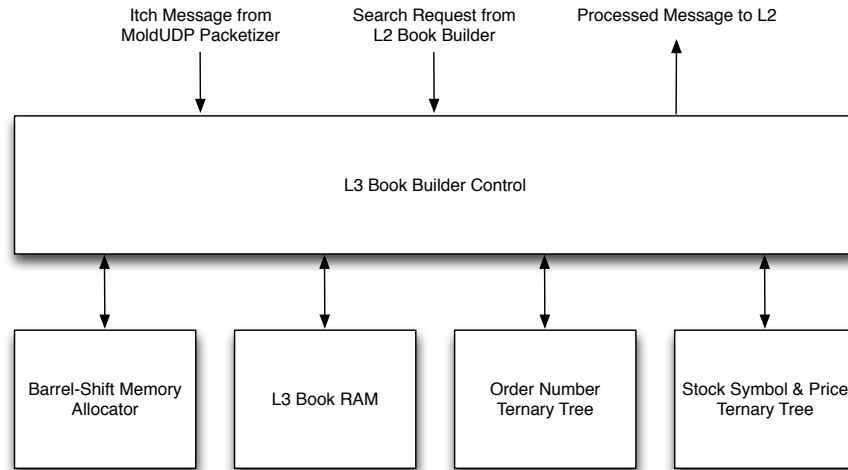 Itch Message from
MoldUDP Packetizer
Search Request from
L2 Book Builder
Processed Message to L2
L3 Book Builder Control
Barrel-Shift Memory
Allocator
L3 Book RAM
Order Number
Ternary Tree
Stock Symbol & Price
Ternary Tree